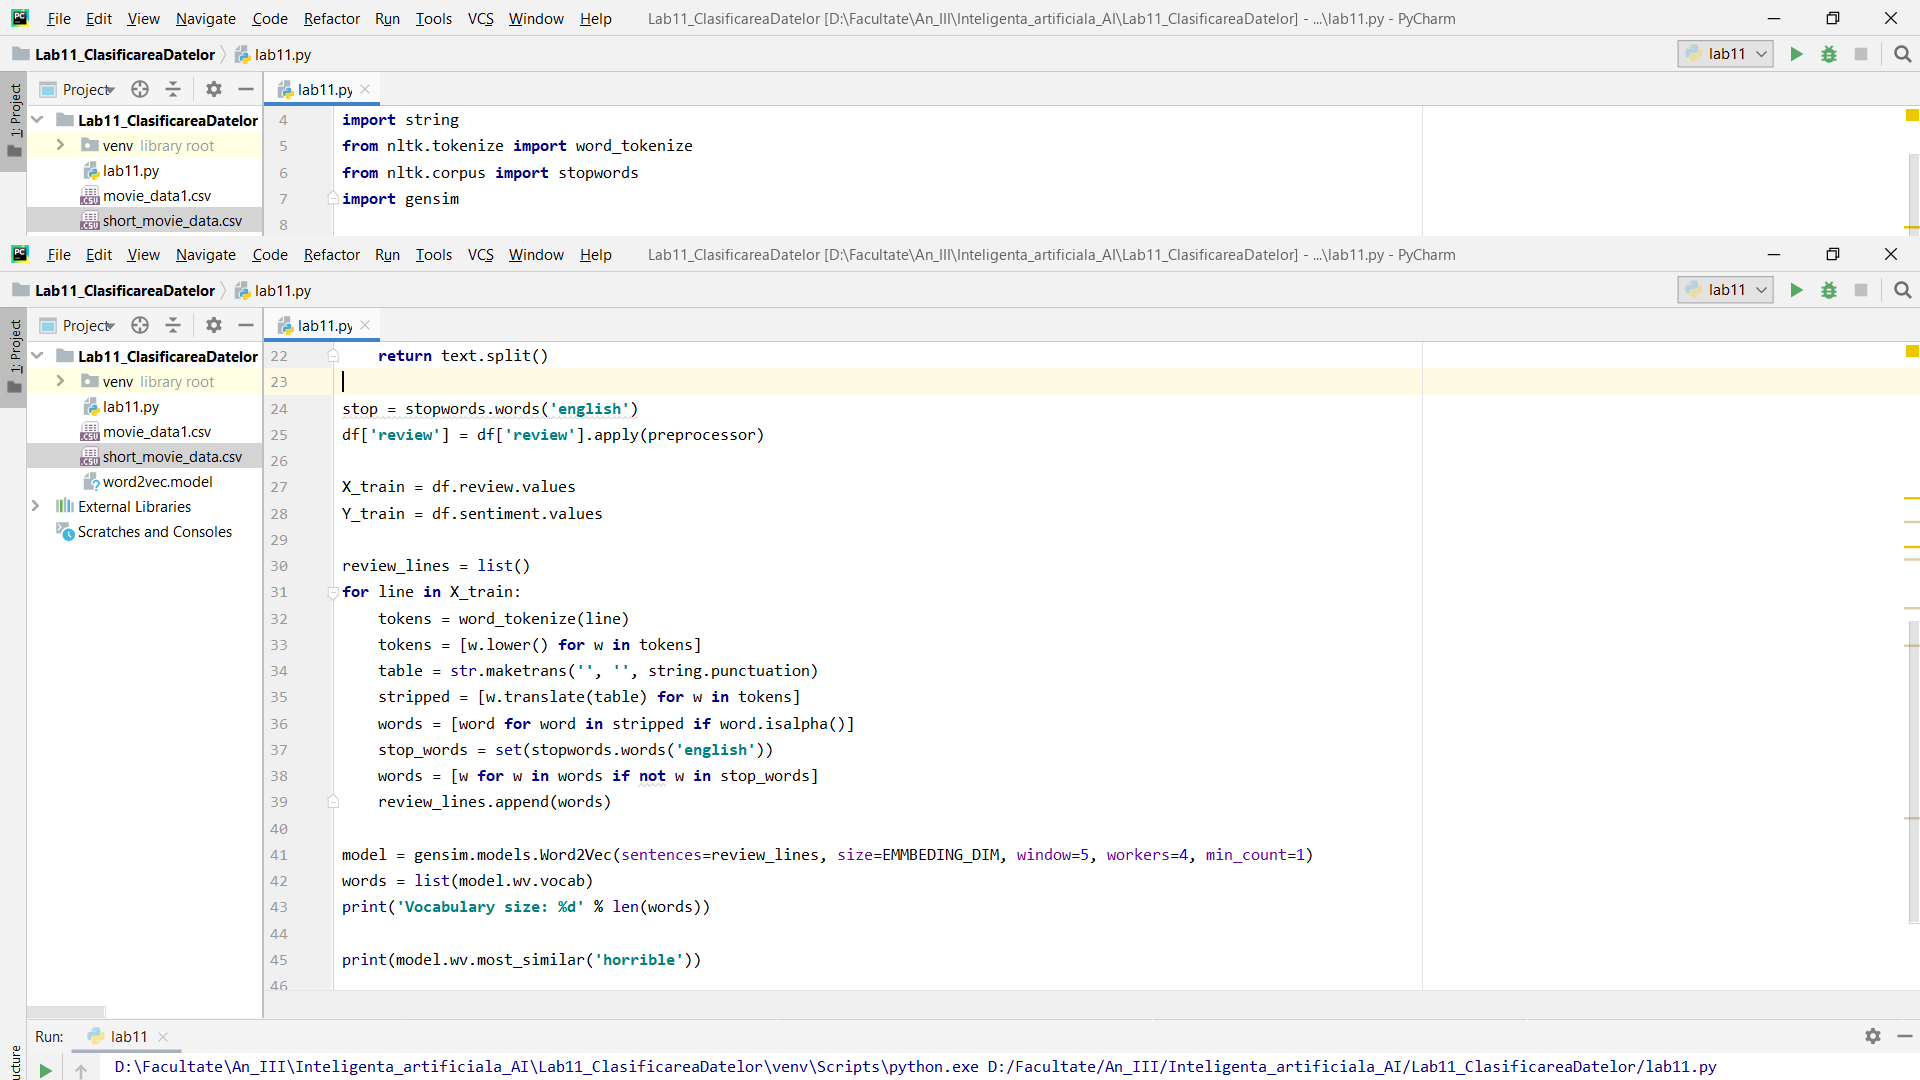 File Edit View Navigate Code Refactor Run Tools VCS Window Help Lab11_ClasificareaDatelor [D:\Facultate\An_III\Inteligenta_artificiala_AI\Lab11_ClasificareaDatelor] - ...\lab11.py - PyCharm
Lab11_ClasificareaDatelor lab11.py lab11
1: Project
Project lab11.py
Lab11_ClasificareaDatelor
venv library root
lab11.py
movie_data1.csv
short_movie_data.csv
4 import string
5 from nltk.tokenize import word_tokenize
6 from nltk.corpus import stopwords
7 import gensim
8
File Edit View Navigate Code Refactor Run Tools VCS Window Help Lab11_ClasificareaDatelor [D:\Facultate\An_III\Inteligenta_artificiala_AI\Lab11_ClasificareaDatelor] - ...\lab11.py - PyCharm
Lab11_ClasificareaDatelor lab11.py lab11
1: Project
Project lab11.py
Lab11_ClasificareaDatelor
venv library root
lab11.py
movie_data1.csv
short_movie_data.csv
word2vec.model
External Libraries
Scratches and Consoles
22 return text.split()
23
24 stop = stopwords.words('english')
25 df['review'] = df['review'].apply(preprocessor)
26
27 X_train = df.review.values
28 Y_train = df.sentiment.values
29
30 review_lines = list()
31 for line in X_train:
32 tokens = word_tokenize(line)
33 tokens = [w.lower() for w in tokens]
34 table = str.maketrans('', '', string.punctuation)
35 stripped = [w.translate(table) for w in tokens]
36 words = [word for word in stripped if word.isalpha()]
37 stop_words = set(stopwords.words('english'))
38 words = [w for w in words if not w in stop_words]
39 review_lines.append(words)
40
41 model = gensim.models.Word2Vec(sentences=review_lines, size=EMMBEDING_DIM, window=5, workers=4, min_count=1)
42 words = list(model.wv.vocab)
43 print('Vocabulary size: %d' % len(words))
44
45 print(model.wv.most_similar('horrible'))
46
Run: lab11
ucture
D:\Facultate\An_III\Inteligenta_artificiala_AI\Lab11_ClasificareaDatelor\venv\Scripts\python.exe D:/Facultate/An_III/Inteligenta_artificiala_AI/Lab11_ClasificareaDatelor/lab11.py